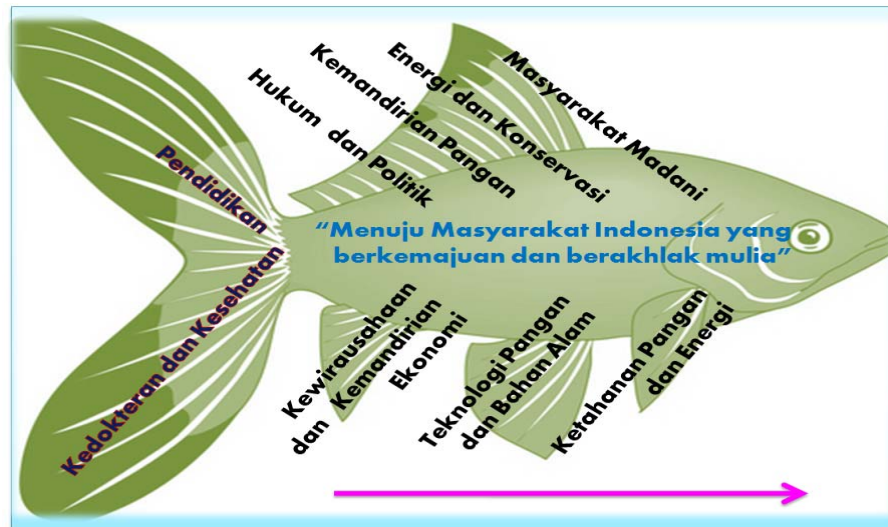 Hukum dan Politik
Kemandirian Pangan
Energi dan Konservasi
Masyarakat Madani
Pendidikan
Kedokteran dan Kesehatan
“Menuju Masyarakat Indonesia yang
berkemajuan dan berakhlak mulia”
Kewirausahaan
dan Kemandirian
Ekonomi
Teknologi Pangan
dan Bahan Alam
Ketahanan Pangan
dan Energi